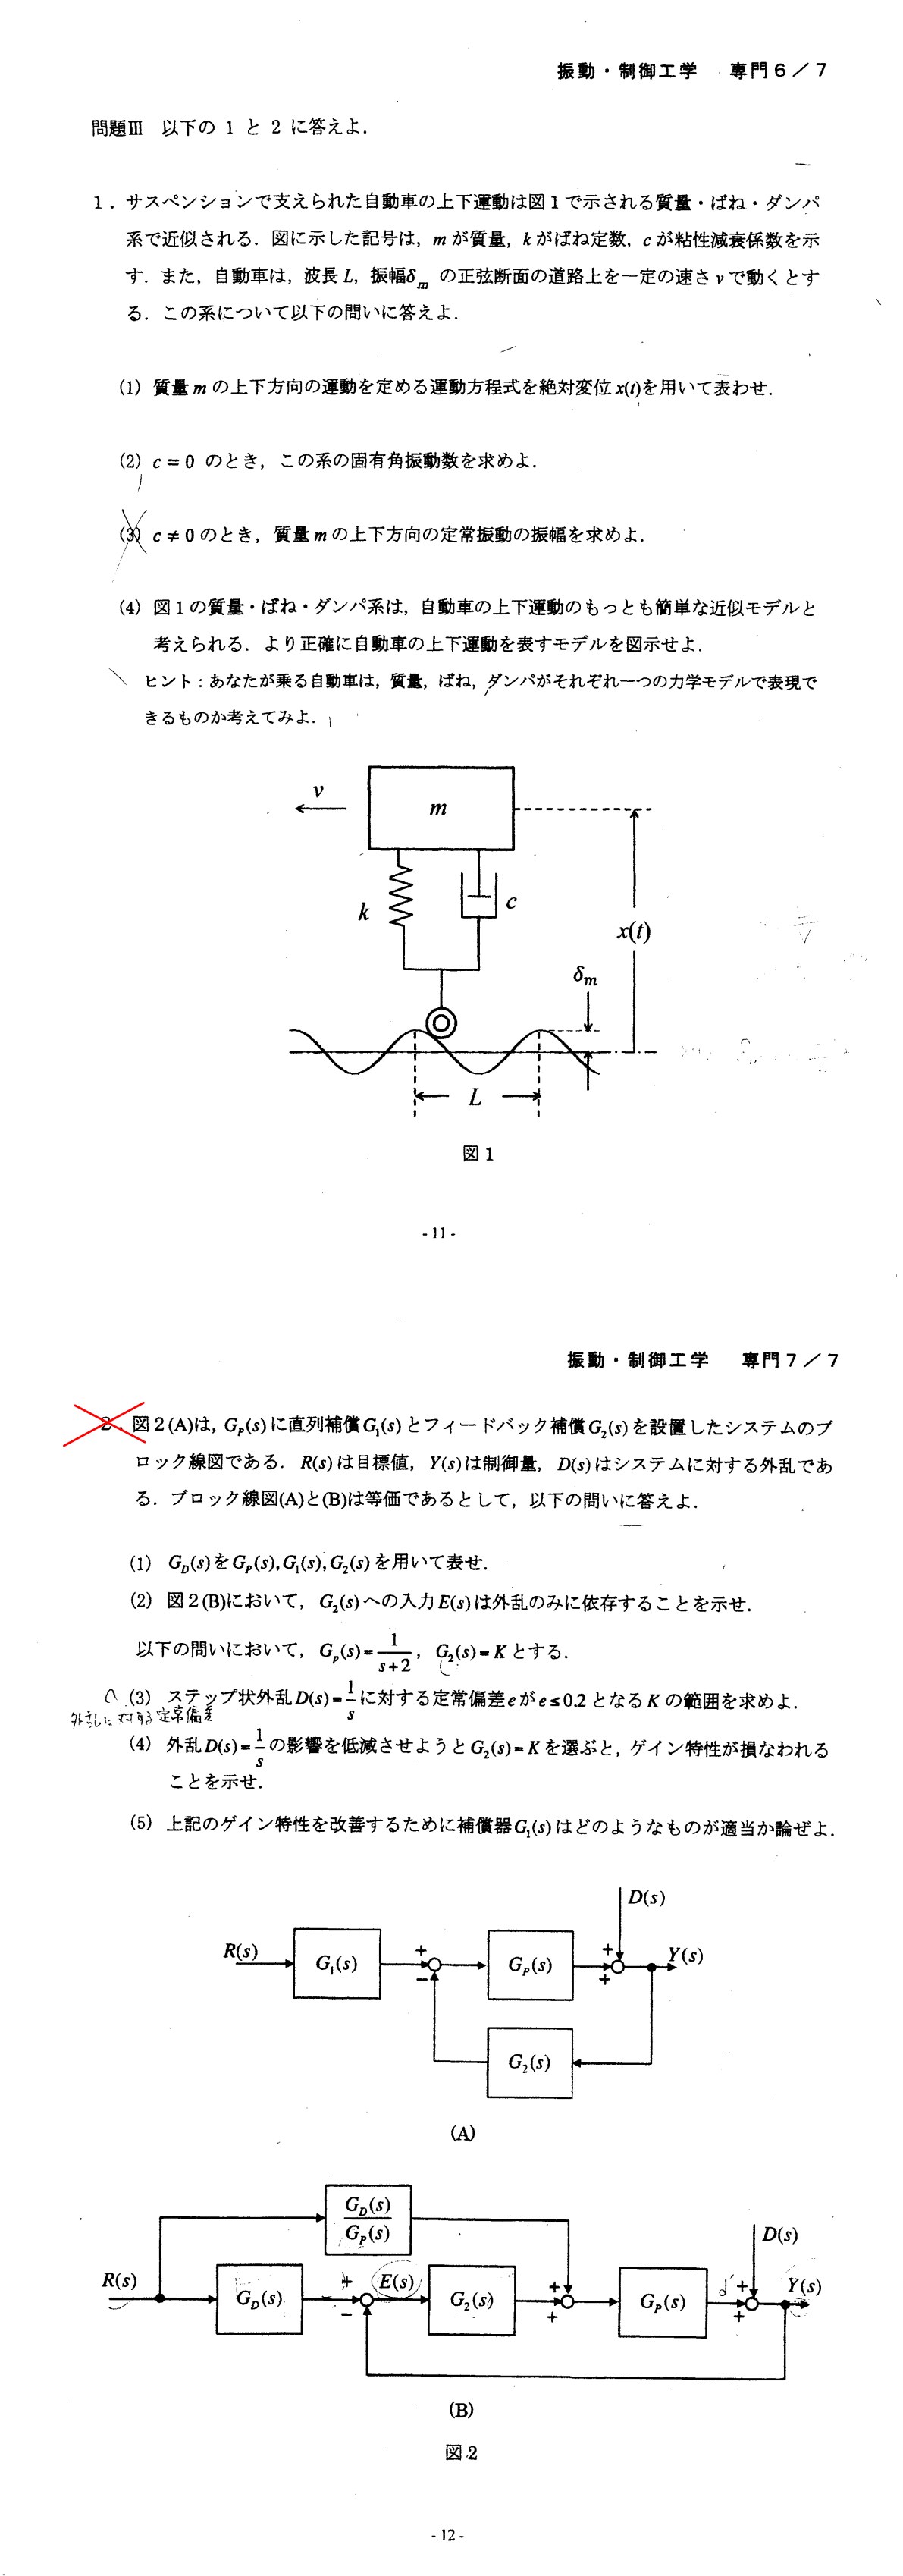 振動・制御工学　専門6／7
問題Ⅲ　以下の 1 と 2 に答えよ．
1．サスペンションで支えられた自動車の上下運動は図1で示される質量・ばね・ダンパ
系で近似される．図に示した記号は，mが質量，kがばね定数，cが粘性減衰係数を示
す．また，自動車は，波長L，振幅δm の正弦断面の道路上を一定の速さvで動くとす
る．この系について以下の問いに答えよ．
(1) 質量mの上下方向の運動を定める運動方程式を絶対変位x(t)を用いて表わせ．
(2) c = 0 のとき，この系の固有角振動数を求めよ．
(3) c ≠ 0 のとき，質量mの上下方向の定常振動の振幅を求めよ．
(4) 図1の質量・ばね・ダンパ系は，自動車の上下運動のもっとも簡単な近似モデルと
考えられる．より正確に自動車の上下運動を表すモデルを図示せよ．
ヒント：あなたが乗る自動車は，質量，ばね，ダンパがそれぞれ一つの力学モデルで表現で
きるものか考えてみよ．
v
m
k
c
x(t)
δm
L
図1
- 11 -
振動・制御工学　専門7／7
2．図2(A)は，GP(s)に直列補償G1(s)とフィードバック補償G2(s)を設置したシステムのブ
ロック線図である．R(s)は目標値，Y(s)は制御量，D(s)はシステムに対する外乱であ
る．ブロック線図(A)と(B)は等価であるとして，以下の問いに答えよ．
(1) GD(s)をGP(s),G1(s),G2(s)を用いて表せ．
(2) 図2(B)において，G2(s)への入力E(s)は外乱のみに依存することを示せ．
以下の問いにおいて，Gp(s)=1/(s+2)，G2(s)=Kとする．
(3) ステップ状外乱D(s)=1/sに対する定常偏差eがe≤0.2となるKの範囲を求めよ．
外乱に対する定常偏差
(4) 外乱D(s)=1/sの影響を低減させようとG2(s)=Kを選ぶと，ゲイン特性が損なわれる
ことを示せ．
(5) 上記のゲイン特性を改善するために補償器G1(s)はどのようなものが適当か論ぜよ．
D(s)
R(s)
G1(s)
+
−
GP(s)
+
+
Y(s)
G2(s)
(A)
GD(s)
GP(s)
D(s)
R(s)
GD(s)
+
−
E(s)
G2(s)
+
+
GP(s)
d'
+
+
Y(s)
(B)
図2
- 12 -